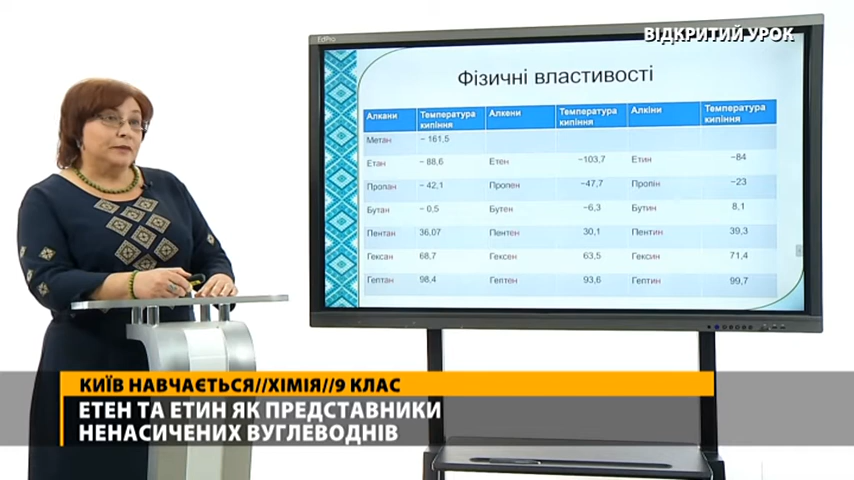 ВІДКРИТИЙ УРОК
EdPro
Фізичні властивості
Алкани Температура кипіння Алкени Температура кипіння Алкіни Температура кипіння
Метан − 161,5
Етан − 88,6 Етен −103,7 Етин −84
Пропан − 42,1 Пропен −47,7 Пропін −23
Бутан − 0,5 Бутен −6,3 Бутин 8,1
Пентан 36.07 Пентен 30,1 Пентин 39,3
Гексан 68,7 Гексен 63,5 Гексин 71,4
Гептан 98,4 Гептен 93,6 Гептин 99,7
КИЇВ НАВЧАЄТЬСЯ//ХІМІЯ//9 КЛАС
ЕТЕН ТА ЕТИН ЯК ПРЕДСТАВНИКИ
НЕНАСИЧЕНИХ ВУГЛЕВОДНІВ